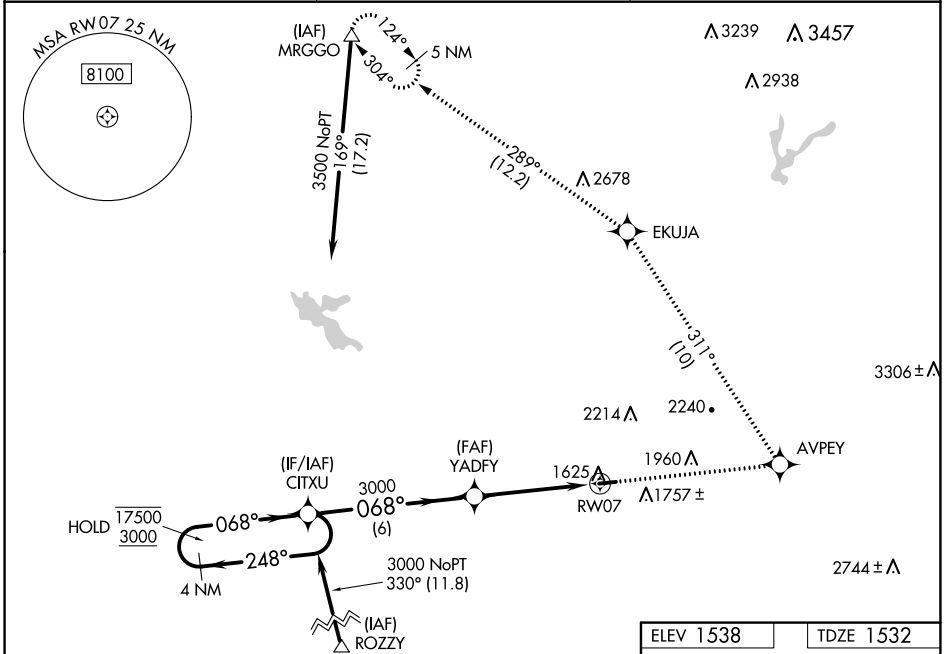 MSA RW07 25 NM
8100
(IAF)
MRGGO
124°
304°
5 NM
3239
3457
2938
3500 NoPT
169°
(17.2)
289°
(12.2)
2678
EKUJA
311°
(10)
3306 ±
2214
2240
AVPEY
(FAF)
YADFY
1625
1960
RW07
1757 ±
(IF/IAF)
CITXU
3000
068°
(6)
HOLD
17500
3000
068°
248°
4 NM
3000 NoPT
330° (11.8)
2744 ±
(IAF)
ROZZY
ELEV 1538
TDZE 1532